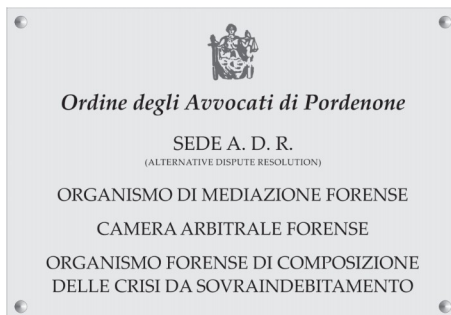 Ordine degli Avvocati di Pordenone
SEDE A. D. R.
(ALTERNATIVE DISPUTE RESOLUTION)
ORGANISMO DI MEDIAZIONE FORENSE
CAMERA ARBITRALE FORENSE
ORGANISMO FORENSE DI COMPOSIZIONE
DELLE CRISI DA SOVRAINDEBITAMENTO